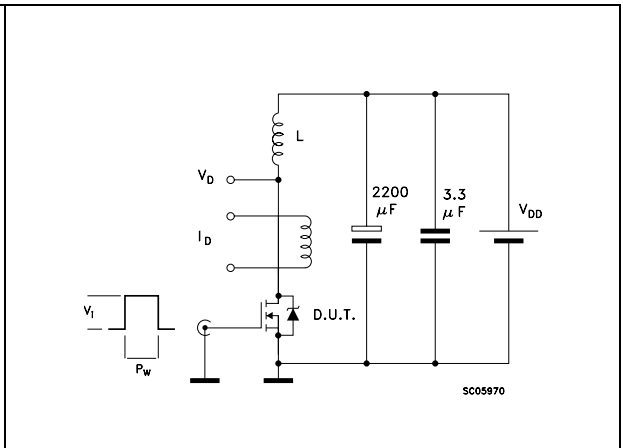 L
V_D
2200
µF
3.3
µF
V_DD
I_D
V_I
D.U.T.
P_W
SC05970